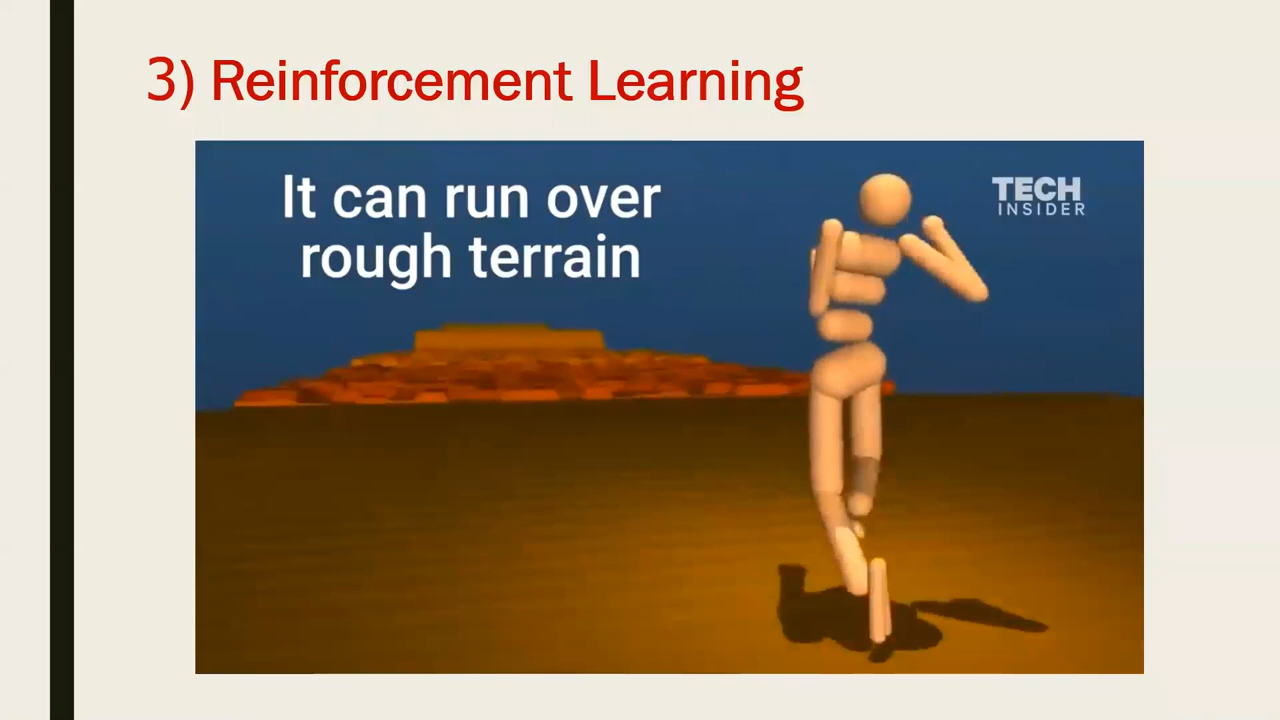 3) Reinforcement Learning
It can run over
rough terrain
TECH
INSIDER